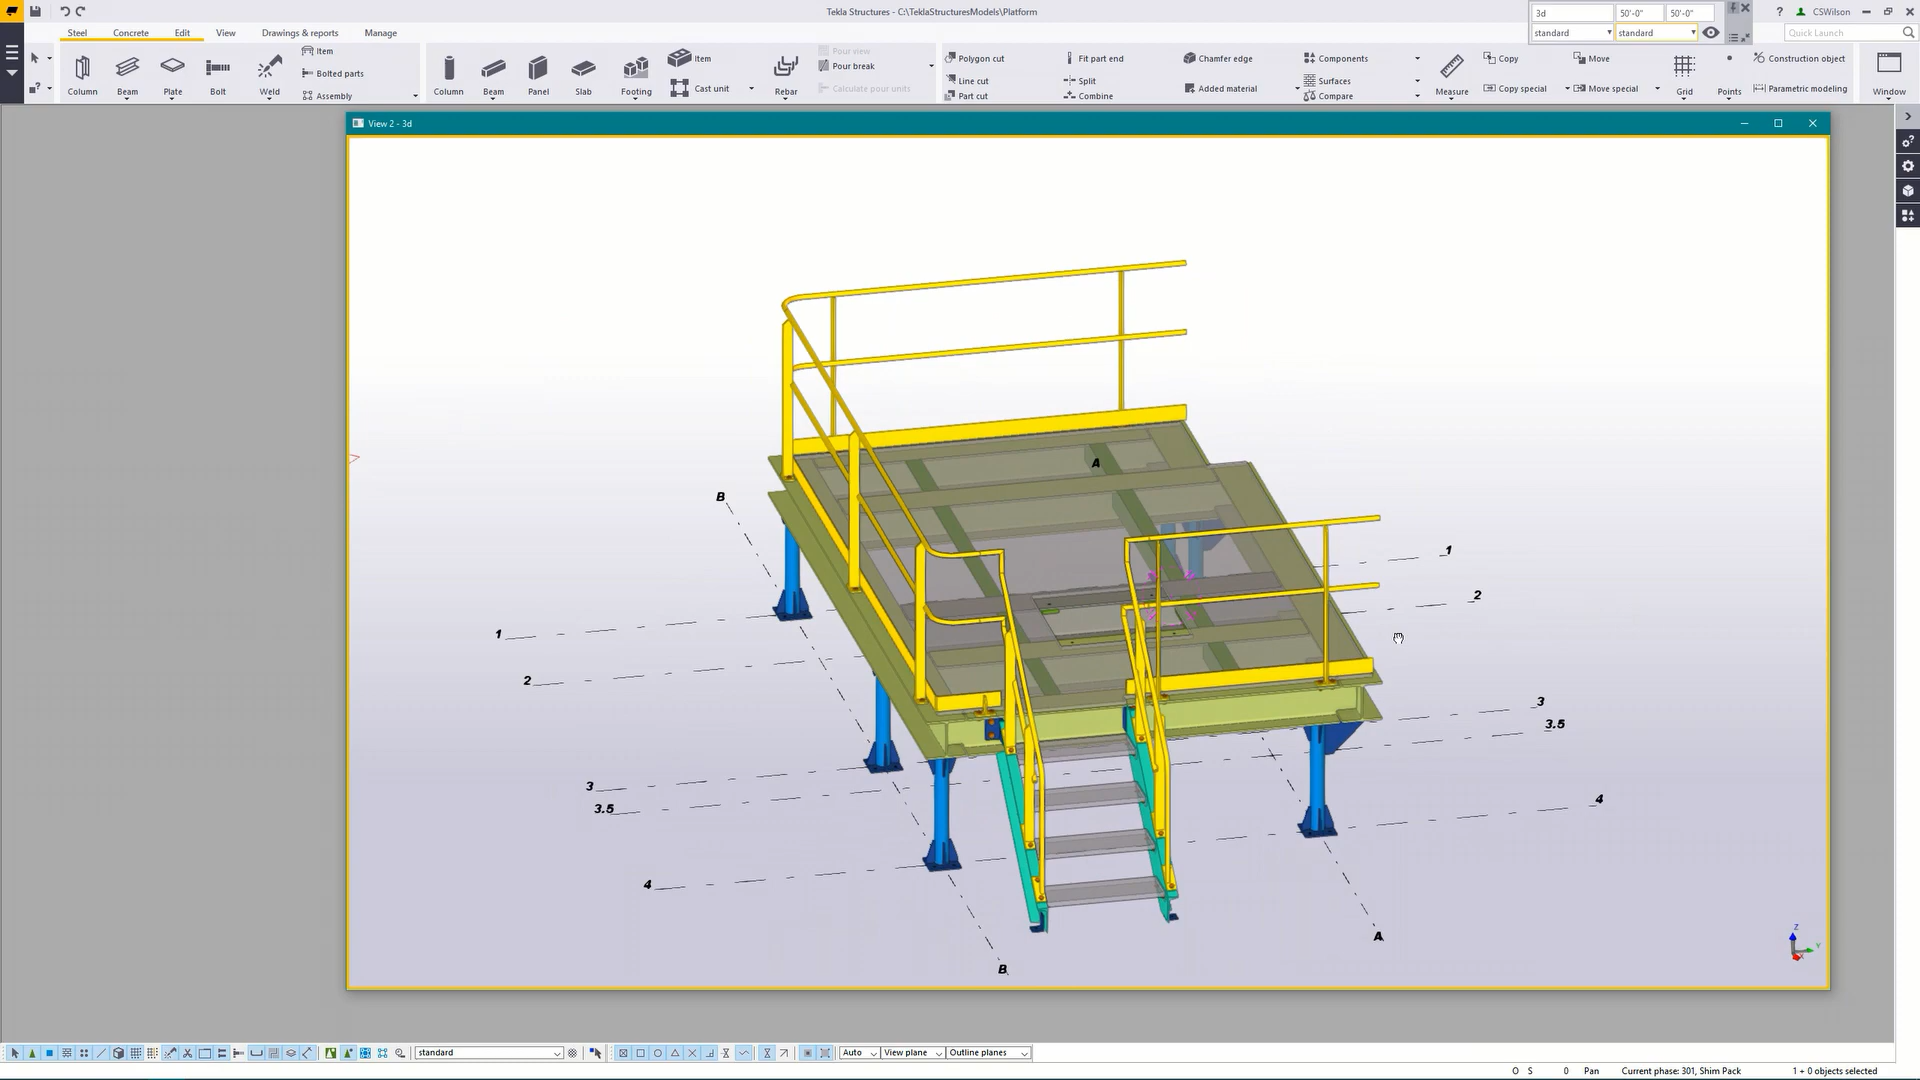 Tekla Structures - C:\TeklaStructuresModels\Platform
3d 50'-0" 50'-0"
standard standard
? CSWilson
Quick Launch
Steel Concrete Edit View Drawings & reports Manage
Column Beam Plate Bolt Weld
Item
Bolted parts
Assembly
Column Beam Panel Slab Footing
Item
Cast unit
Rebar
Pour view
Pour break
Calculate pour units
Polygon cut
Line cut
Part cut
Fit part end
Split
Combine
Chamfer edge
Added material
Components
Surfaces
Compare
Measure
Copy
Copy special
Move
Move special
Grid
Points
Construction object
Parametric modeling
Window
View 2 - 3d
A
B
1
2
1
2
3
3.5
3
3.5
4
4
A
B
Z
Y
standard
Auto View plane Outline planes
O S 0 Pan Current phase: 301, Shim Pack 1 + 0 objects selected